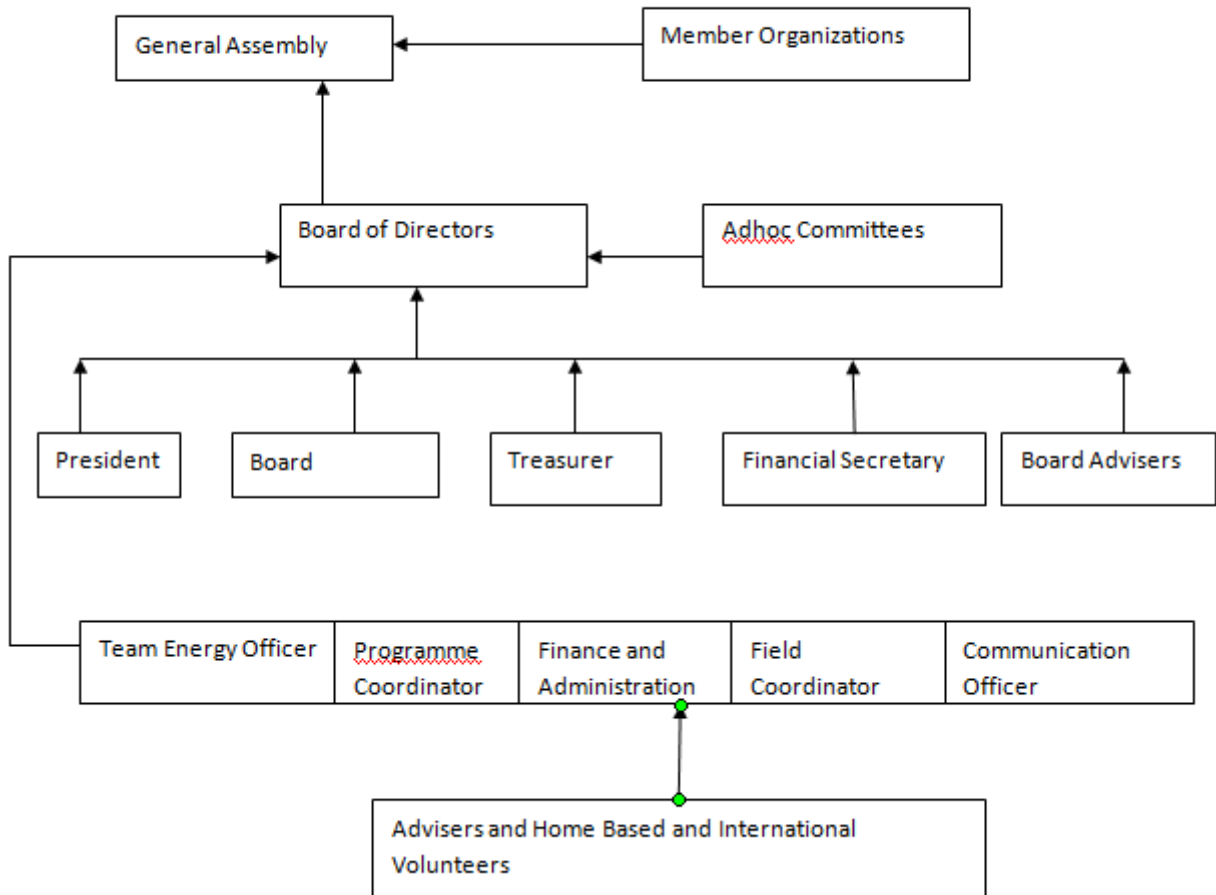 General Assembly
Member Organizations
Board of Directors
Adhoc Committees
President
Board
Treasurer
Financial Secretary
Board Advisers
Team Energy Officer
Programme
Coordinator
Finance and
Administration
Field
Coordinator
Communication
Officer
Advisers and Home Based and International
Volunteers